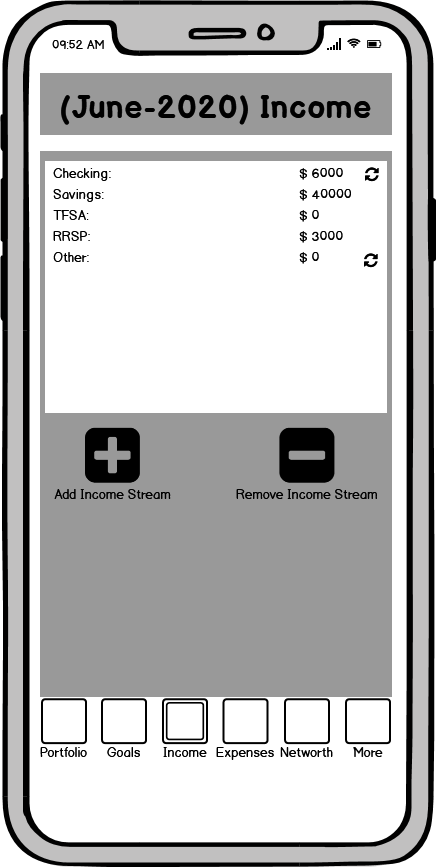 09:52 AM
(June-2020) Income
Checking: $ 6000
Savings: $ 40000
TFSA: $ 0
RRSP: $ 3000
Other: $ 0
Add Income Stream Remove Income Stream
Portfolio Goals Income Expenses Networth More